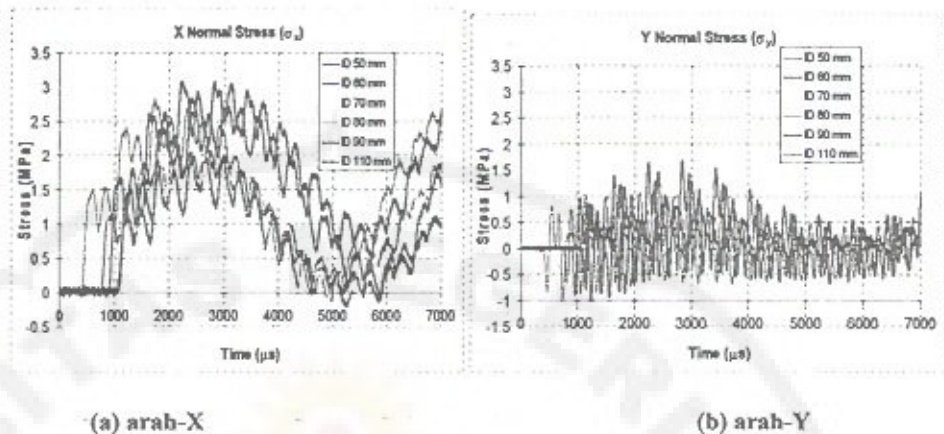 X Normal Stress (σx)
3.5
3
2.5
2
1.5
1
0.5
0
-0.5
Stress (MPa)
ID 50 mm
ID 60 mm
ID 70 mm
ID 80 mm
ID 90 mm
ID 110 mm
0 1000 2000 3000 4000 5000 6000 7000
Time (μs)
(a) arah-X
Y Normal Stress (σy)
3.5
3
2.5
2
1.5
1
0.5
0
-0.5
-1
-1.5
Stress (MPa)
ID 50 mm
ID 60 mm
ID 70 mm
ID 80 mm
ID 90 mm
ID 110 mm
0 1000 2000 3000 4000 5000 6000 7000
Time (μs)
(b) arah-Y